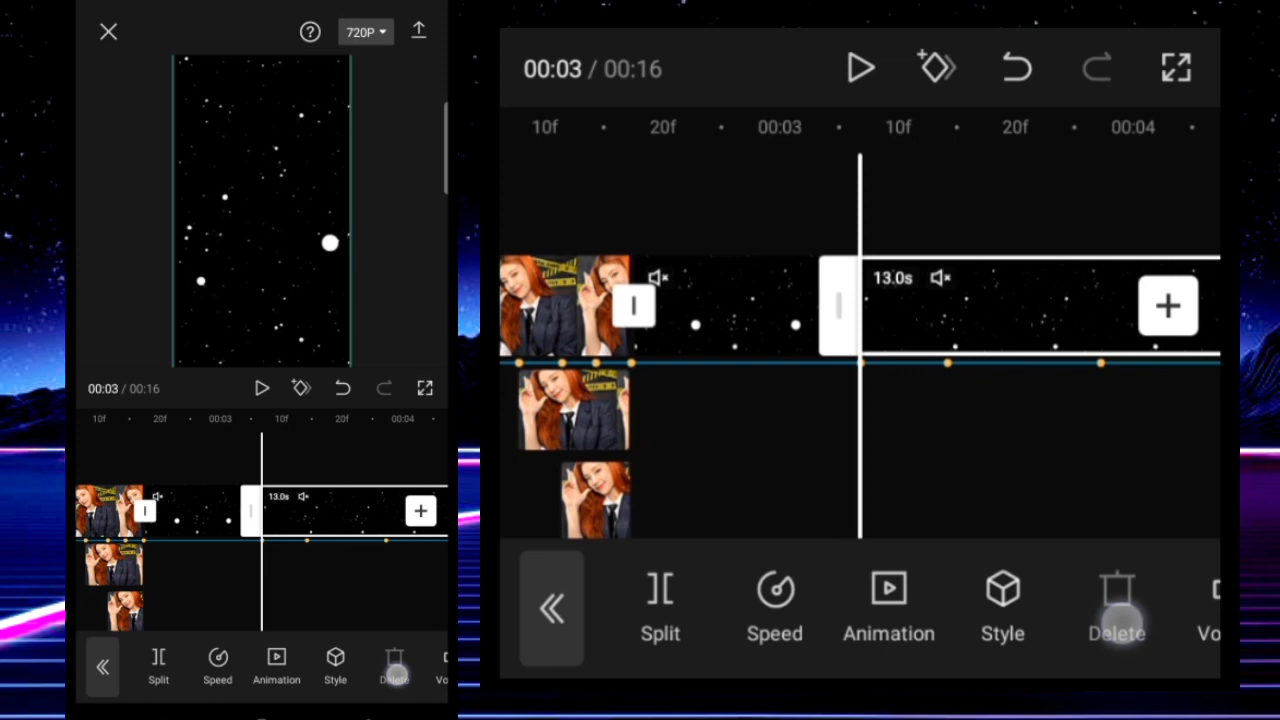 720P
00:03 / 00:16
10f 20f 00:03 10f 20f 00:04
13.0s
Split Speed Animation Style Delete Vo
00:03 / 00:16
10f 20f 00:03 10f 20f 00:04
13.0s
Split Speed Animation Style Delete Vo